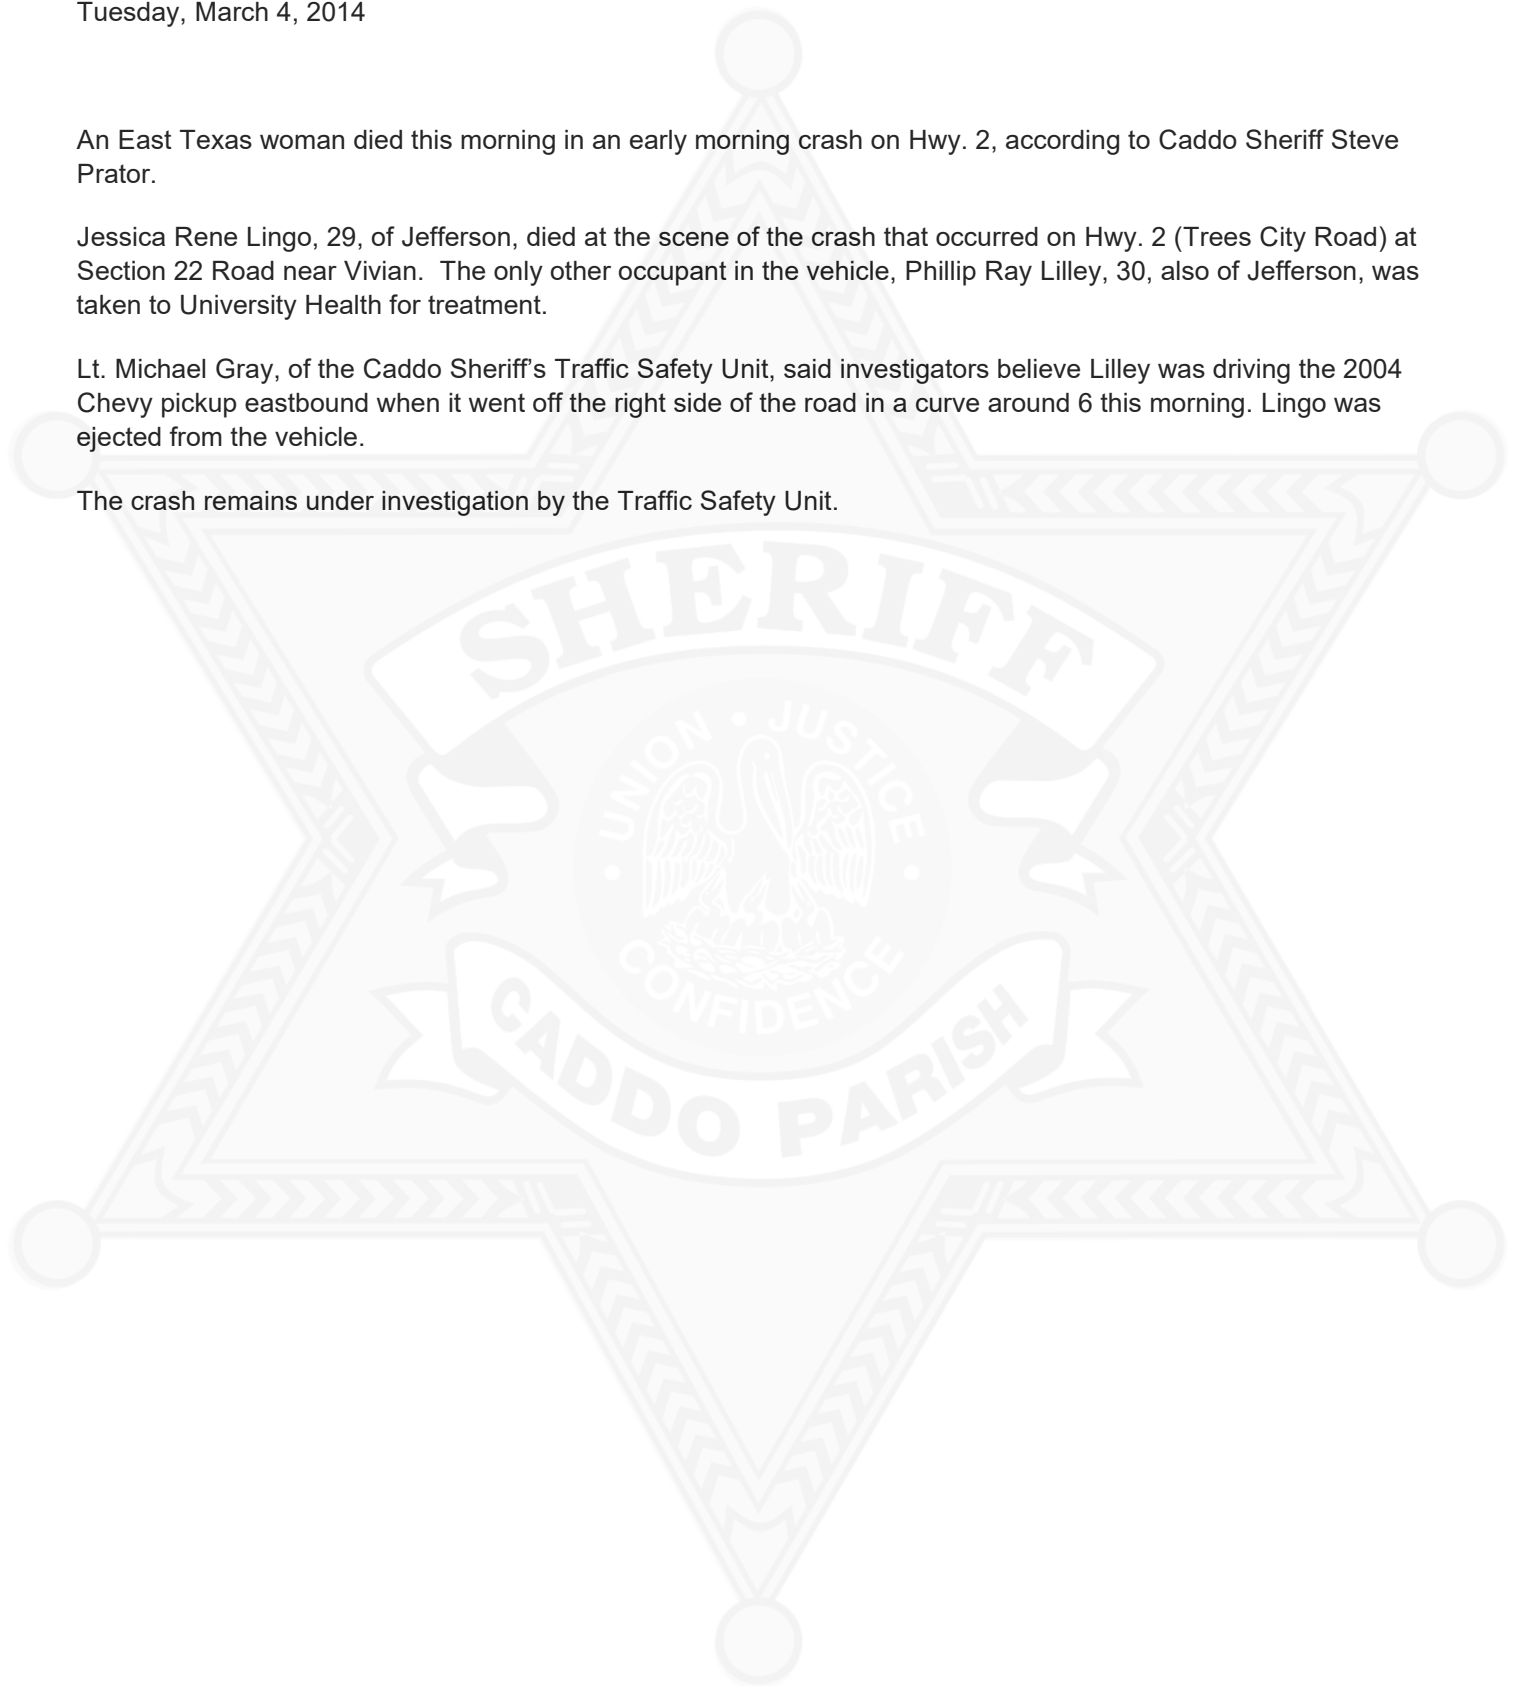 Tuesday, March 4, 2014
An East Texas woman died this morning in an early morning crash on Hwy. 2, according to Caddo Sheriff Steve
Prator.
Jessica Rene Lingo, 29, of Jefferson, died at the scene of the crash that occurred on Hwy. 2 (Trees City Road) at
Section 22 Road near Vivian.  The only other occupant in the vehicle, Phillip Ray Lilley, 30, also of Jefferson, was
taken to University Health for treatment.
Lt. Michael Gray, of the Caddo Sheriff’s Traffic Safety Unit, said investigators believe Lilley was driving the 2004
Chevy pickup eastbound when it went off the right side of the road in a curve around 6 this morning. Lingo was
ejected from the vehicle.
The crash remains under investigation by the Traffic Safety Unit.
SHERIFF
UNION • JUSTICE
• CONFIDENCE •
CADDO PARISH